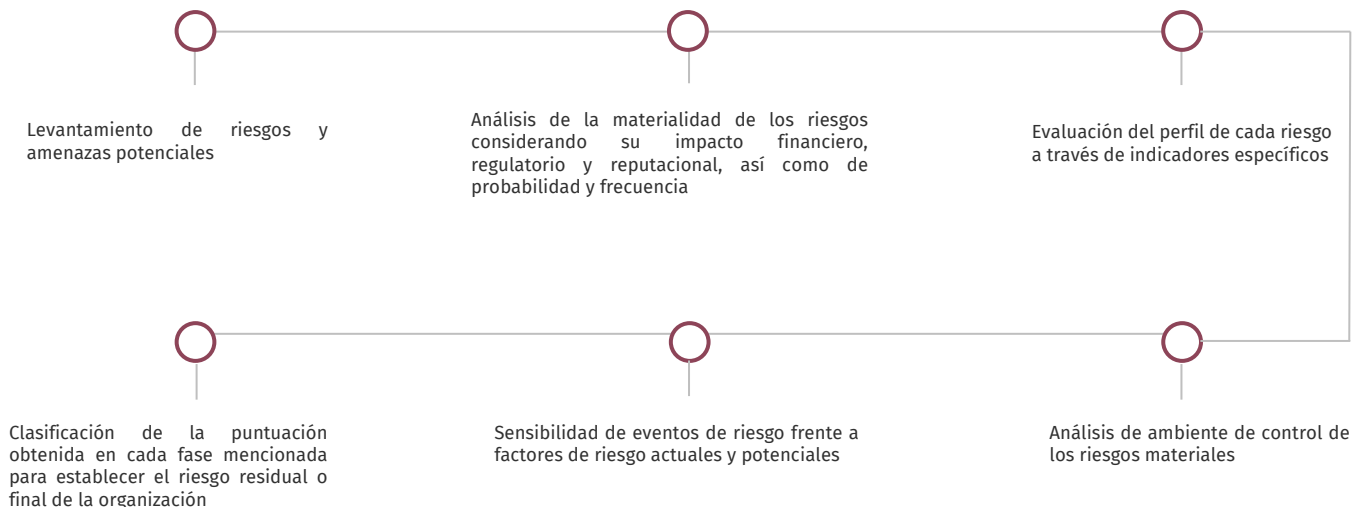 Levantamiento de riesgos y
amenazas potenciales
Análisis de la materialidad de los riesgos
considerando su impacto financiero,
regulatorio y reputacional, así como de
probabilidad y frecuencia
Evaluación del perfil de cada riesgo
a través de indicadores específicos
Análisis de ambiente de control de
los riesgos materiales
Sensibilidad de eventos de riesgo frente a
factores de riesgo actuales y potenciales
Clasificación de la puntuación
obtenida en cada fase mencionada
para establecer el riesgo residual o
final de la organización